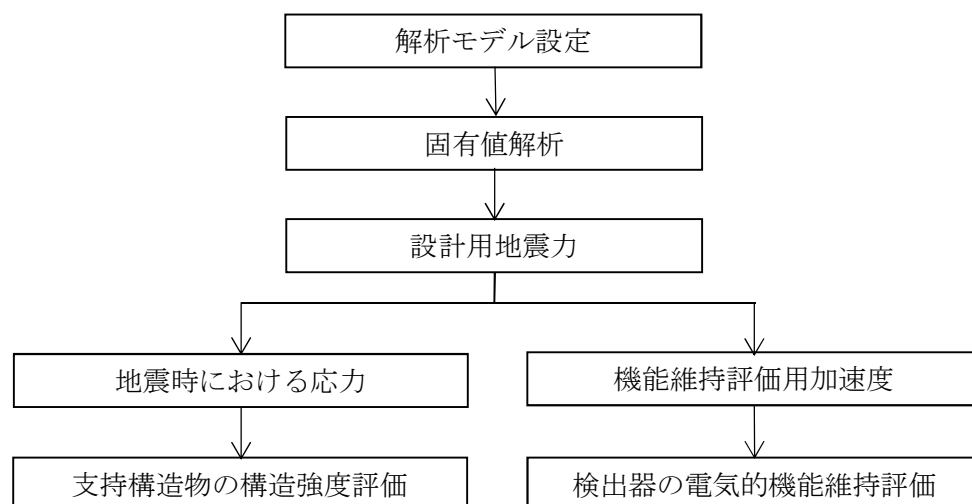 解析モデル設定
固有値解析
設計用地震力
地震時における応力
機能維持評価用加速度
支持構造物の構造強度評価
検出器の電気的機能維持評価